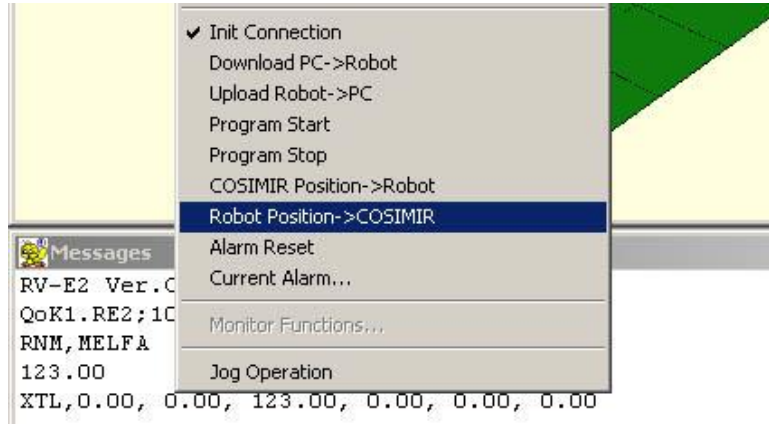 Init Connection
Download PC->Robot
Upload Robot->PC
Program Start
Program Stop
COSIMIR Position->Robot
Robot Position->COSIMIR
Alarm Reset
Current Alarm...
Monitor Functions...
Jog Operation
Messages
RV-E2 Ver.
QoK1.RE2;1
RNM,MELFA
123.00
XTL,0.00, 0.00, 123.00, 0.00, 0.00, 0.00